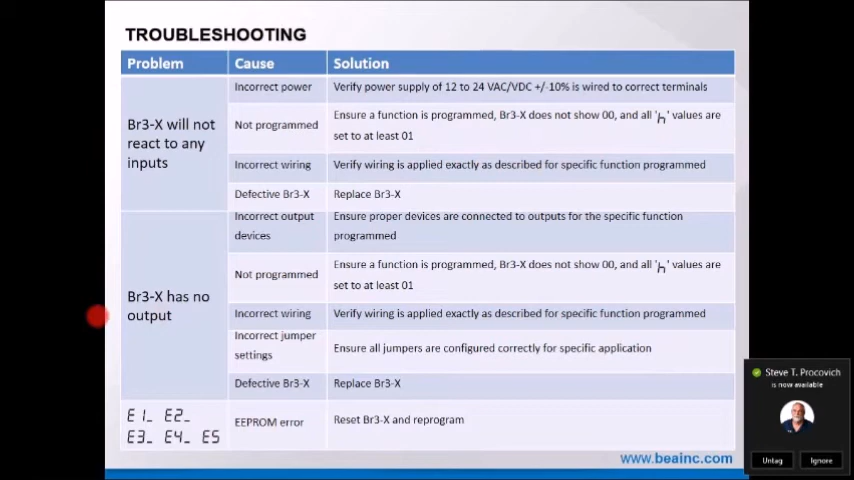 TROUBLESHOOTING
Problem
Cause
Solution
Br3-X will not
react to any
inputs
Incorrect power
Verify power supply of 12 to 24 VAC/VDC +/-10% is wired to correct terminals
Not programmed
Ensure a function is programmed, Br3-X does not show 00, and all 'h' values are
set to at least 01
Incorrect wiring
Verify wiring is applied exactly as described for specific function programmed
Defective Br3-X
Replace Br3-X
Br3-X has no
output
Incorrect output
devices
Ensure proper devices are connected to outputs for the specific function
programmed
Not programmed
Ensure a function is programmed, Br3-X does not show 00, and all 'h' values are
set to at least 01
Incorrect wiring
Verify wiring is applied exactly as described for specific function programmed
Incorrect jumper
settings
Ensure all jumpers are configured correctly for specific application
Defective Br3-X
Replace Br3-X
E1_ E2_
E3_ E4_ E5
EEPROM error
Reset Br3-X and reprogram
www.beainc.com
Steve T. Procovich
is now available
Untag
Ignore